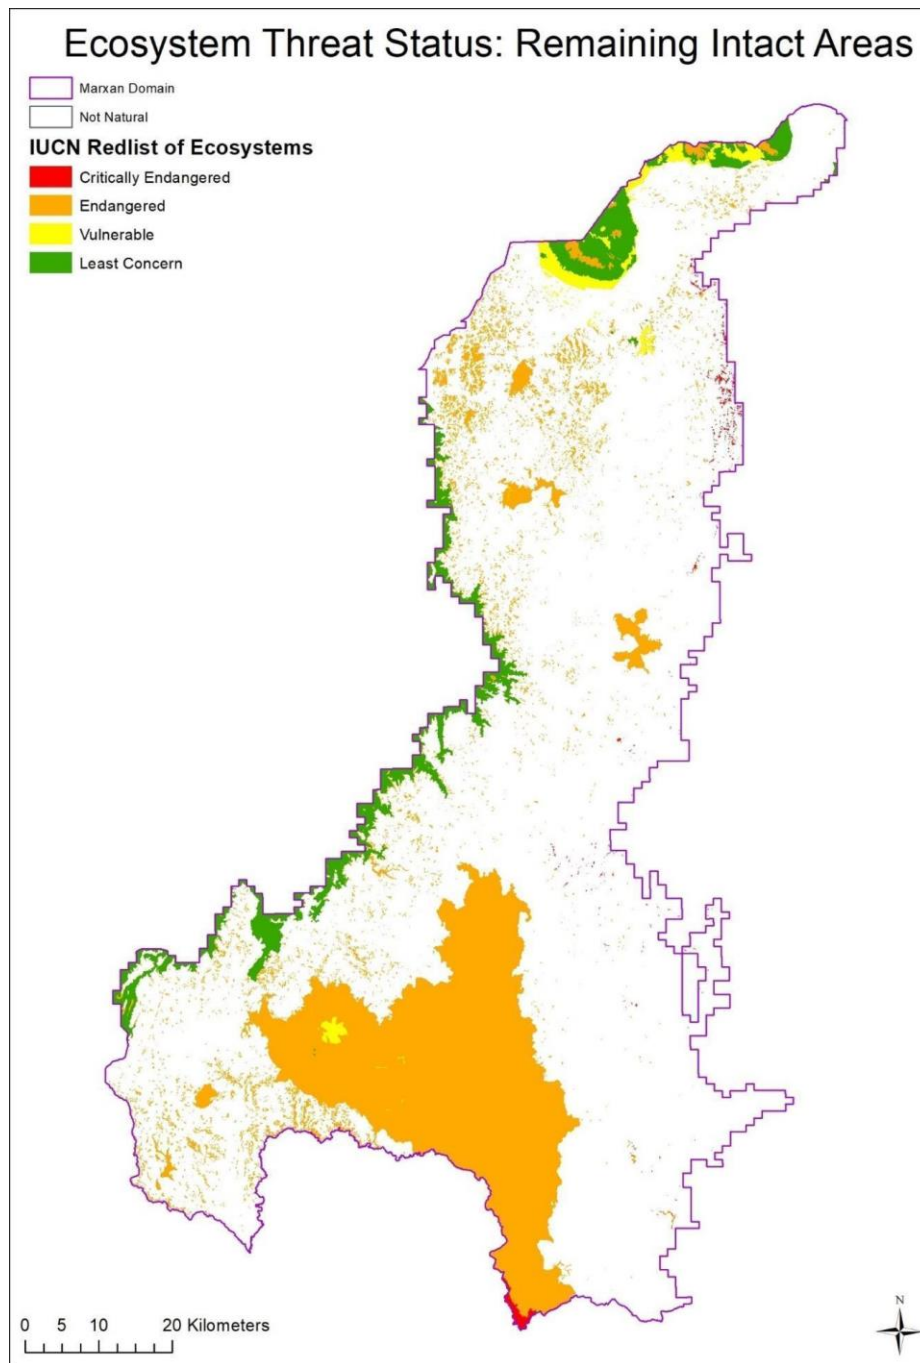 Ecosystem Threat Status: Remaining Intact Areas
Marxan Domain
Not Natural
IUCN Redlist of Ecosystems
Critically Endangered
Endangered
Vulnerable
Least Concern
0 5 10 20 Kilometers
N